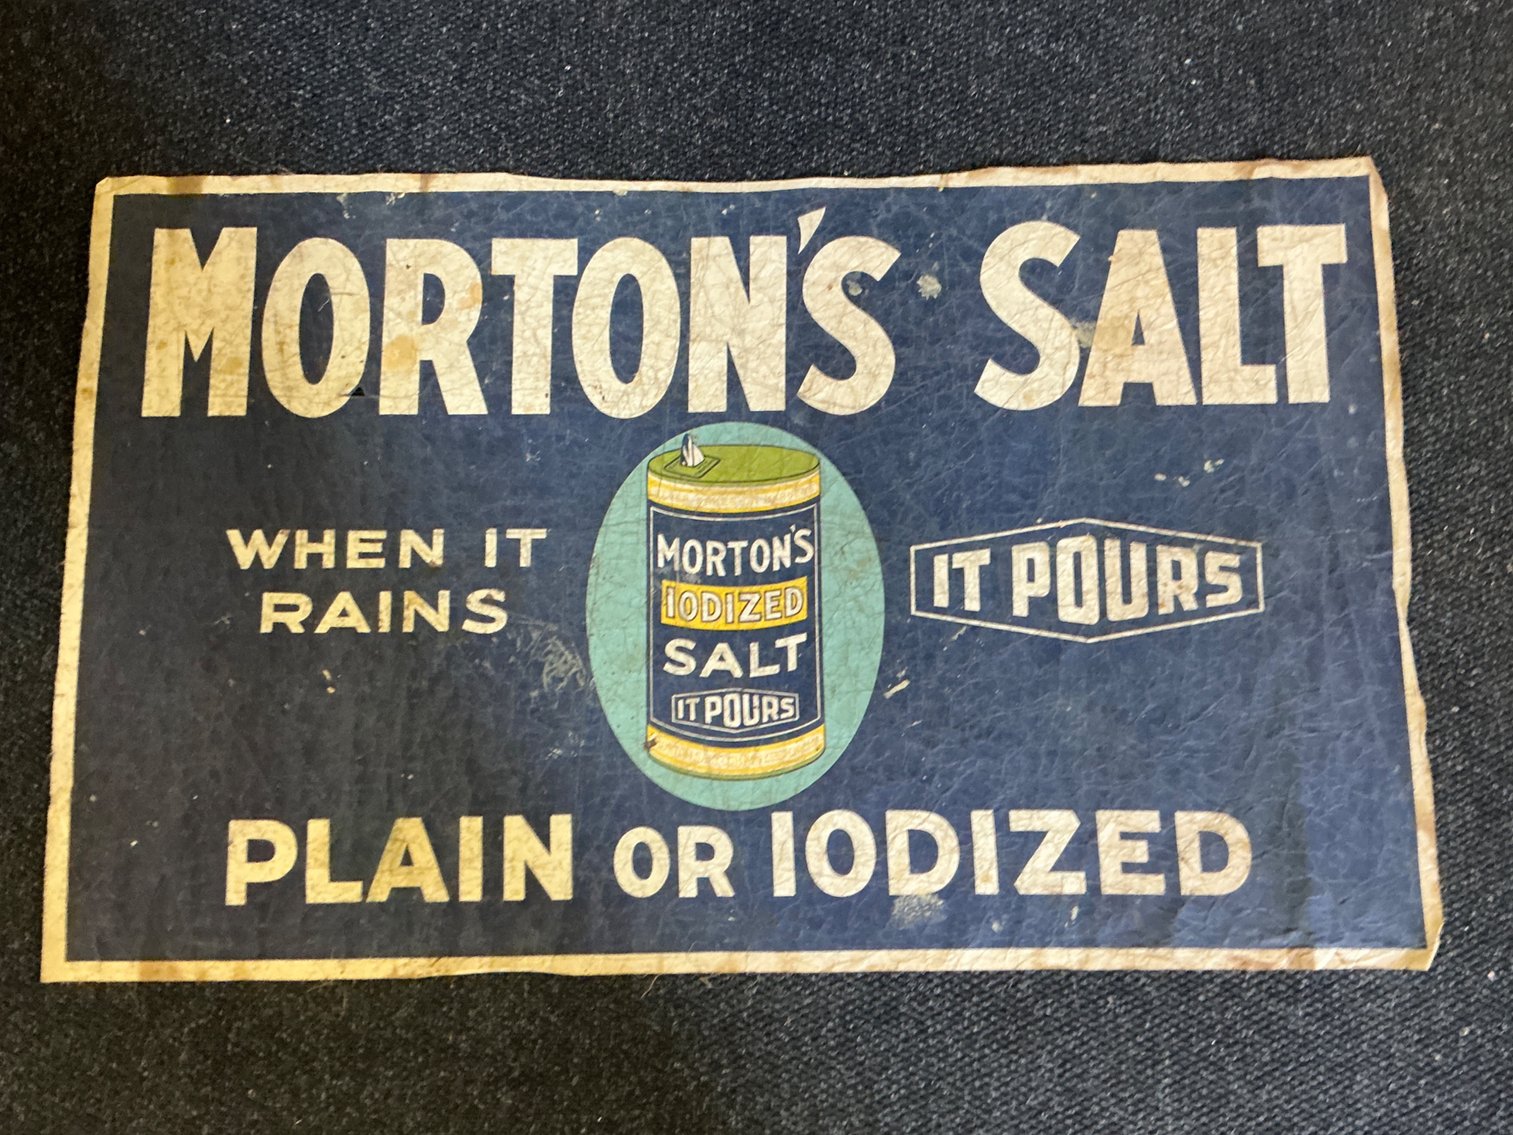 MORTON'S SALT
WHEN IT
RAINS
IT POURS
MORTON'S
IODIZED
SALT
IT POURS
PLAIN OR IODIZED